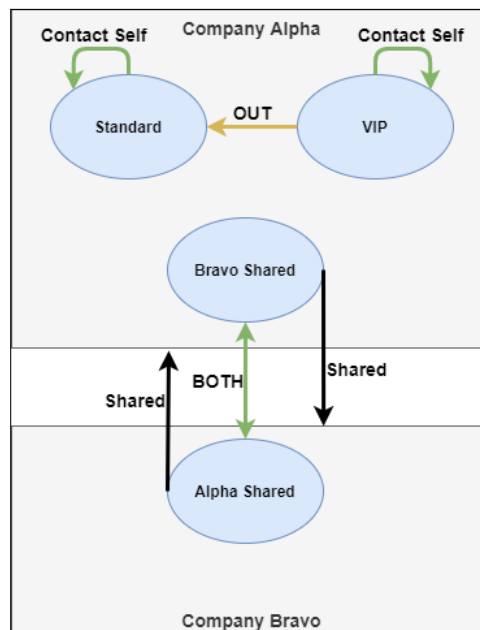 Company Alpha
Contact Self
Contact Self
Standard
OUT
VIP
Bravo Shared
Shared
BOTH
Shared
Alpha Shared
Company Bravo